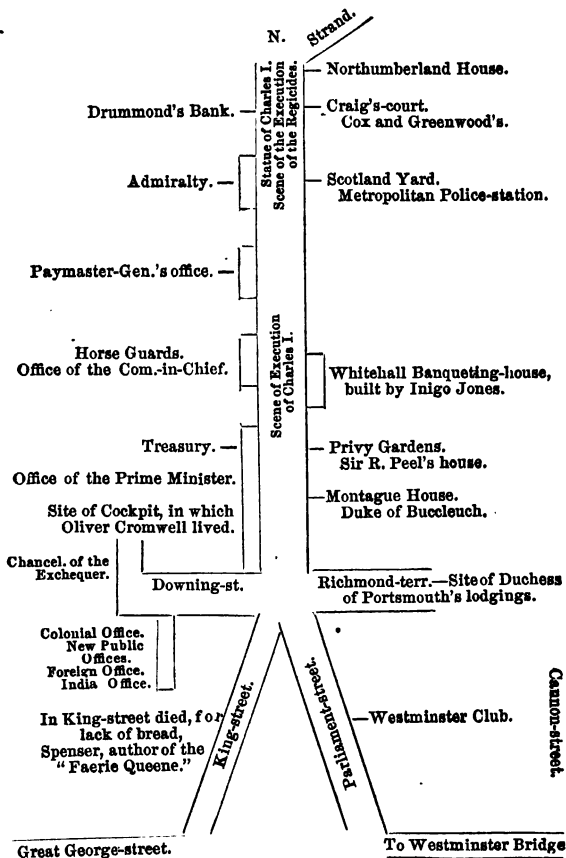 N.
Strand.
Statue of Charles I.
Scene of the Execution
of the Regicides.
Northumberland House.
Drummond's Bank.
Craig's-court.
Cox and Greenwood's.
Admiralty.
Scotland Yard.
Metropolitan Police-station.
Paymaster-Gen.'s office.
Horse Guards.
Office of the Com.-in-Chief.
Scene of Execution
of Charles I.
Whitehall Banqueting-house,
built by Inigo Jones.
Treasury.
Office of the Prime Minister.
Privy Gardens.
Sir R. Peel's house.
Site of Cockpit, in which
Oliver Cromwell lived.
Montague House.
Duke of Buccleuch.
Chancel. of the
Exchequer.
Downing-st.
Richmond-terr.—Site of Duchess
of Portsmouth's lodgings.
Colonial Office.
New Public
Offices.
Foreign Office.
India Office.
In King-street died, for
lack of bread,
Spenser, author of the
"Faerie Queene."
King-street.
Parliament-street.
Westminster Club.
Cannon-street.
Great George-street.
To Westminster Bridge